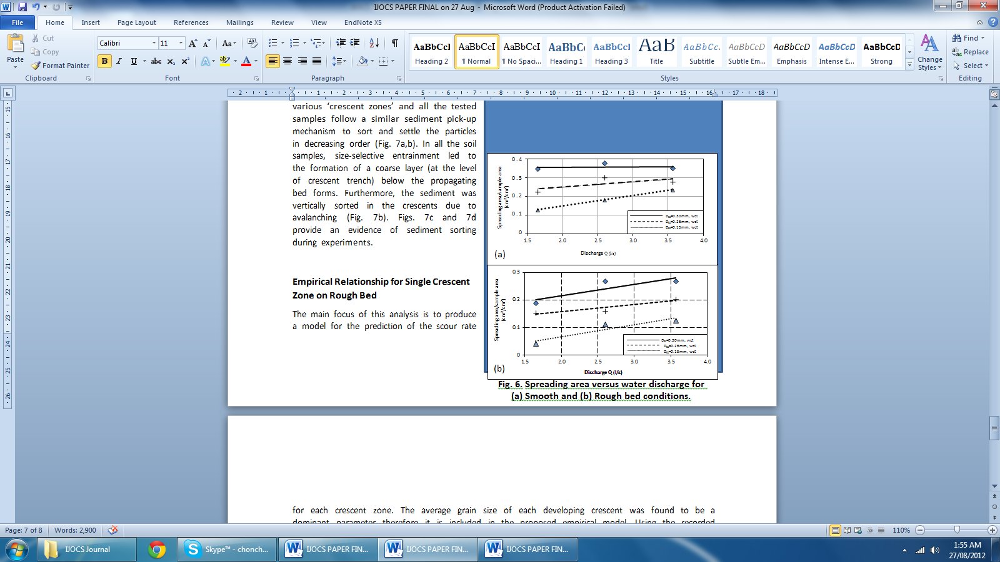 IJOCS PAPER FINAL on 27 Aug - Microsoft Word (Product Activation Failed)
File Home Insert Page Layout References Mailings Review View EndNote X5
Paste
Cut
Copy
Format Painter
Clipboard
Calibri 11
Font
Paragraph
AaBbCcI AaBbCcI AaBbCcI AaBbC AaBbCcI AaB AaBbCcI AaBbCcD AaBbCcD AaBbCcD AaBbCcD
Heading 2 ¶ Normal ¶ No Spaci... Heading 1 Heading 3 Title Subtitle Subtle Em... Emphasis Intense E... Strong
Change Styles
Styles
Find
Replace
Select
Editing
2 1 1 2 3 4 5 6 7 8 9 10 11 12 13 14 15 16 17 18
15
16
17
18
19
20
21
22
23
24
25
26
various ‘crescent zones’ and all the tested
samples follow a similar sediment pick-up
mechanism to sort and settle the particles
in decreasing order (Fig. 7a,b). In all the soil
samples, size-selective entrainment led to
the formation of a coarse layer (at the level
of crescent trench) below the propagating
bed forms. Furthermore, the sediment was
vertically sorted in the crescents due to
avalanching (Fig. 7b). Figs. 7c and 7d
provide an evidence of sediment sorting
during experiments.
Empirical Relationship for Single Crescent
Zone on Rough Bed
The main focus of this analysis is to produce
a model for the prediction of the scour rate
Spreading area/sample area
(cm²/cm²)
0.4
0.3
0.2
0.1
0
1.5 2.0 2.5 3.0 3.5 4.0
D₅₀=0.30mm, wet
D₅₀=0.26mm, wet
D₅₀=0.15mm, wet
Discharge Q (l/s)
(a)
Spreading area/sample area
(cm²/cm²)
0.3
0.2
0.1
0
1.5 2.0 2.5 3.0 3.5 4.0
D₅₀=0.30mm, wet
D₅₀=0.26mm, wet
D₅₀=0.15mm, wet
Discharge Q (l/s)
(b)
Fig. 6. Spreading area versus water discharge for
(a) Smooth and (b) Rough bed conditions.
for each crescent zone. The average grain size of each developing crescent was found to be a
dominant parameter therefore it is included in the proposed empirical model. Using the recorded
Page: 7 of 8 Words: 2,900 110%
IJOCS Journal Skype™ - chonch... IJOCS PAPER FIN... IJOCS PAPER FIN... IJOCS PAPER FIN...
1:55 AM
27/08/2012